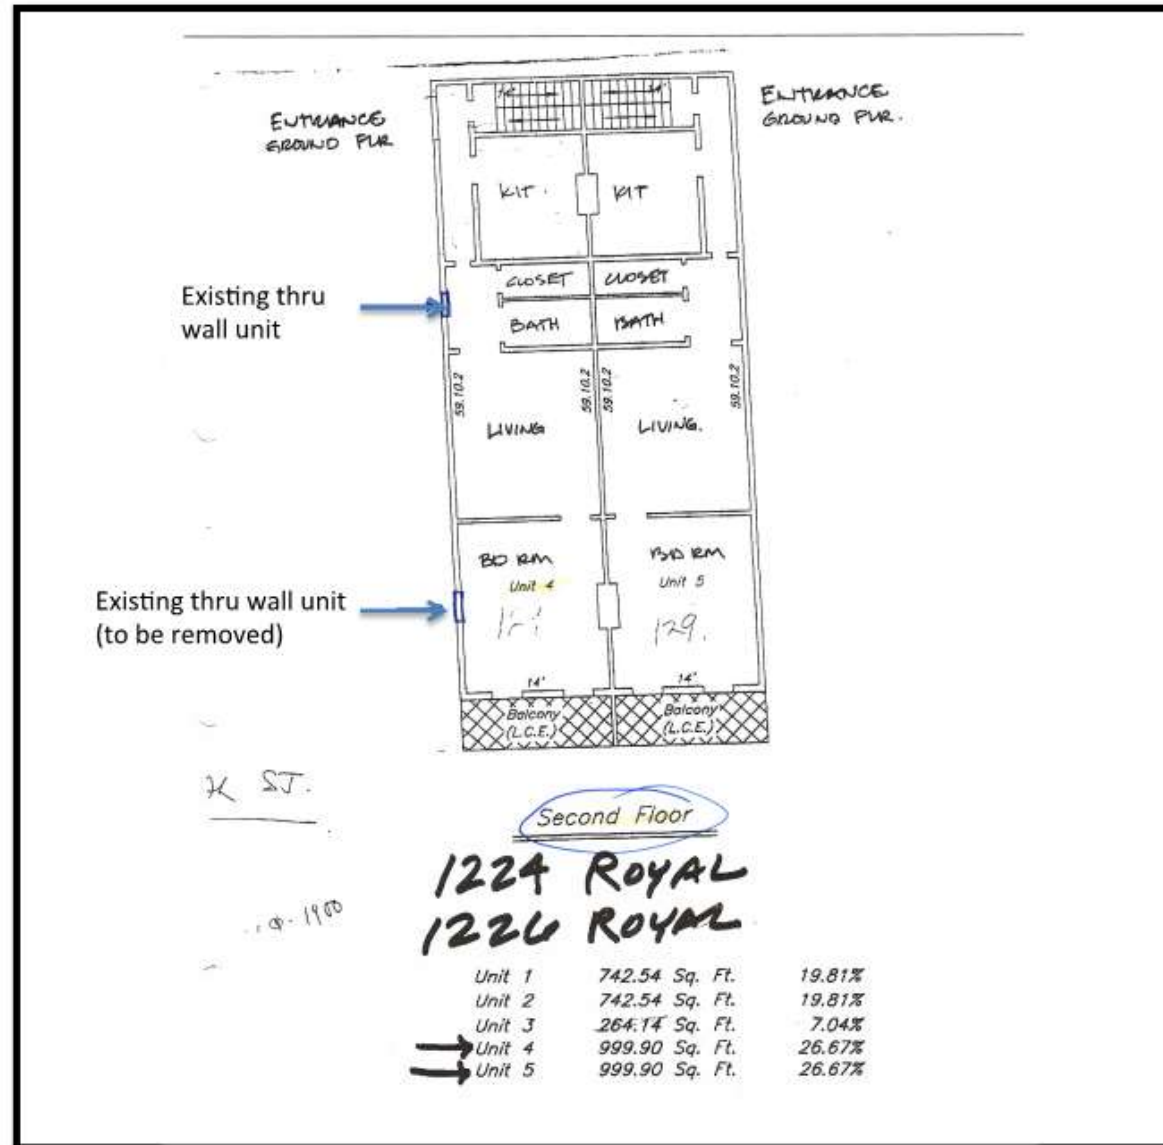 ENTRANCE
GROUND FLR
ENTRANCE
GROUND FLR.
14' 14'
KIT. KIT
CLOSET CLOSET
BATH BATH
Existing thru
wall unit
59.10.2 59.10.2 59.10.2 59.10.2
LIVING LIVING.
BD RM BD RM
Unit 4 Unit 5
129.
Existing thru wall unit
(to be removed)
14' 14'
Balcony Balcony
(L.C.E.) (L.C.E.)
ST.
Second Floor
1224 ROYAL
1226 ROYAL
1900
Unit 1 742.54 Sq. Ft. 19.81%
Unit 2 742.54 Sq. Ft. 19.81%
Unit 3 264.14 Sq. Ft. 7.04%
Unit 4 999.90 Sq. Ft. 26.67%
Unit 5 999.90 Sq. Ft. 26.67%